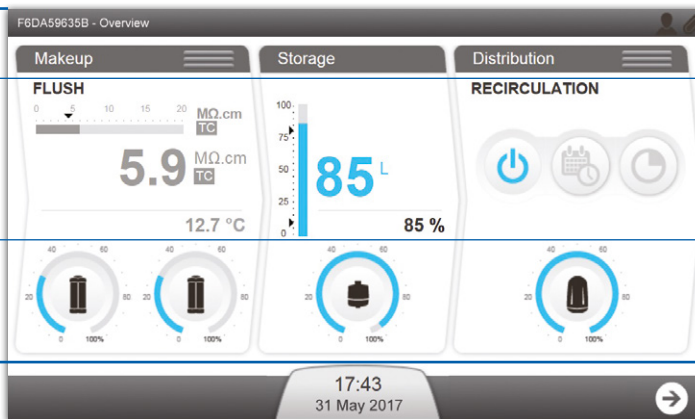 F6DA59635B - Overview
Makeup
Storage
Distribution
FLUSH
RECIRCULATION
0 5 10 15 20 MΩ.cm
TC
5.9 MΩ.cm
TC
12.7 °C
100
75
50
25
0
85 L
85 %
40 60
20 80
0 100%
40 60
20 80
0 100%
40 60
20 80
0 100%
40 60
20 80
0 100%
17:43
31 May 2017